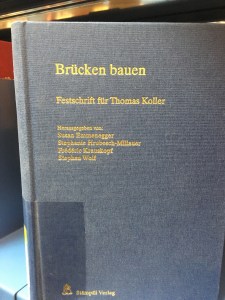 Brücken bauen
Festschrift für Thomas Koller
Herausgegeben von:
Susan Emmenegger
Stephanie Hrubesch-Millauer
Frédéric Krauskopf
Stephan Wolf
Stämpfli Verlag